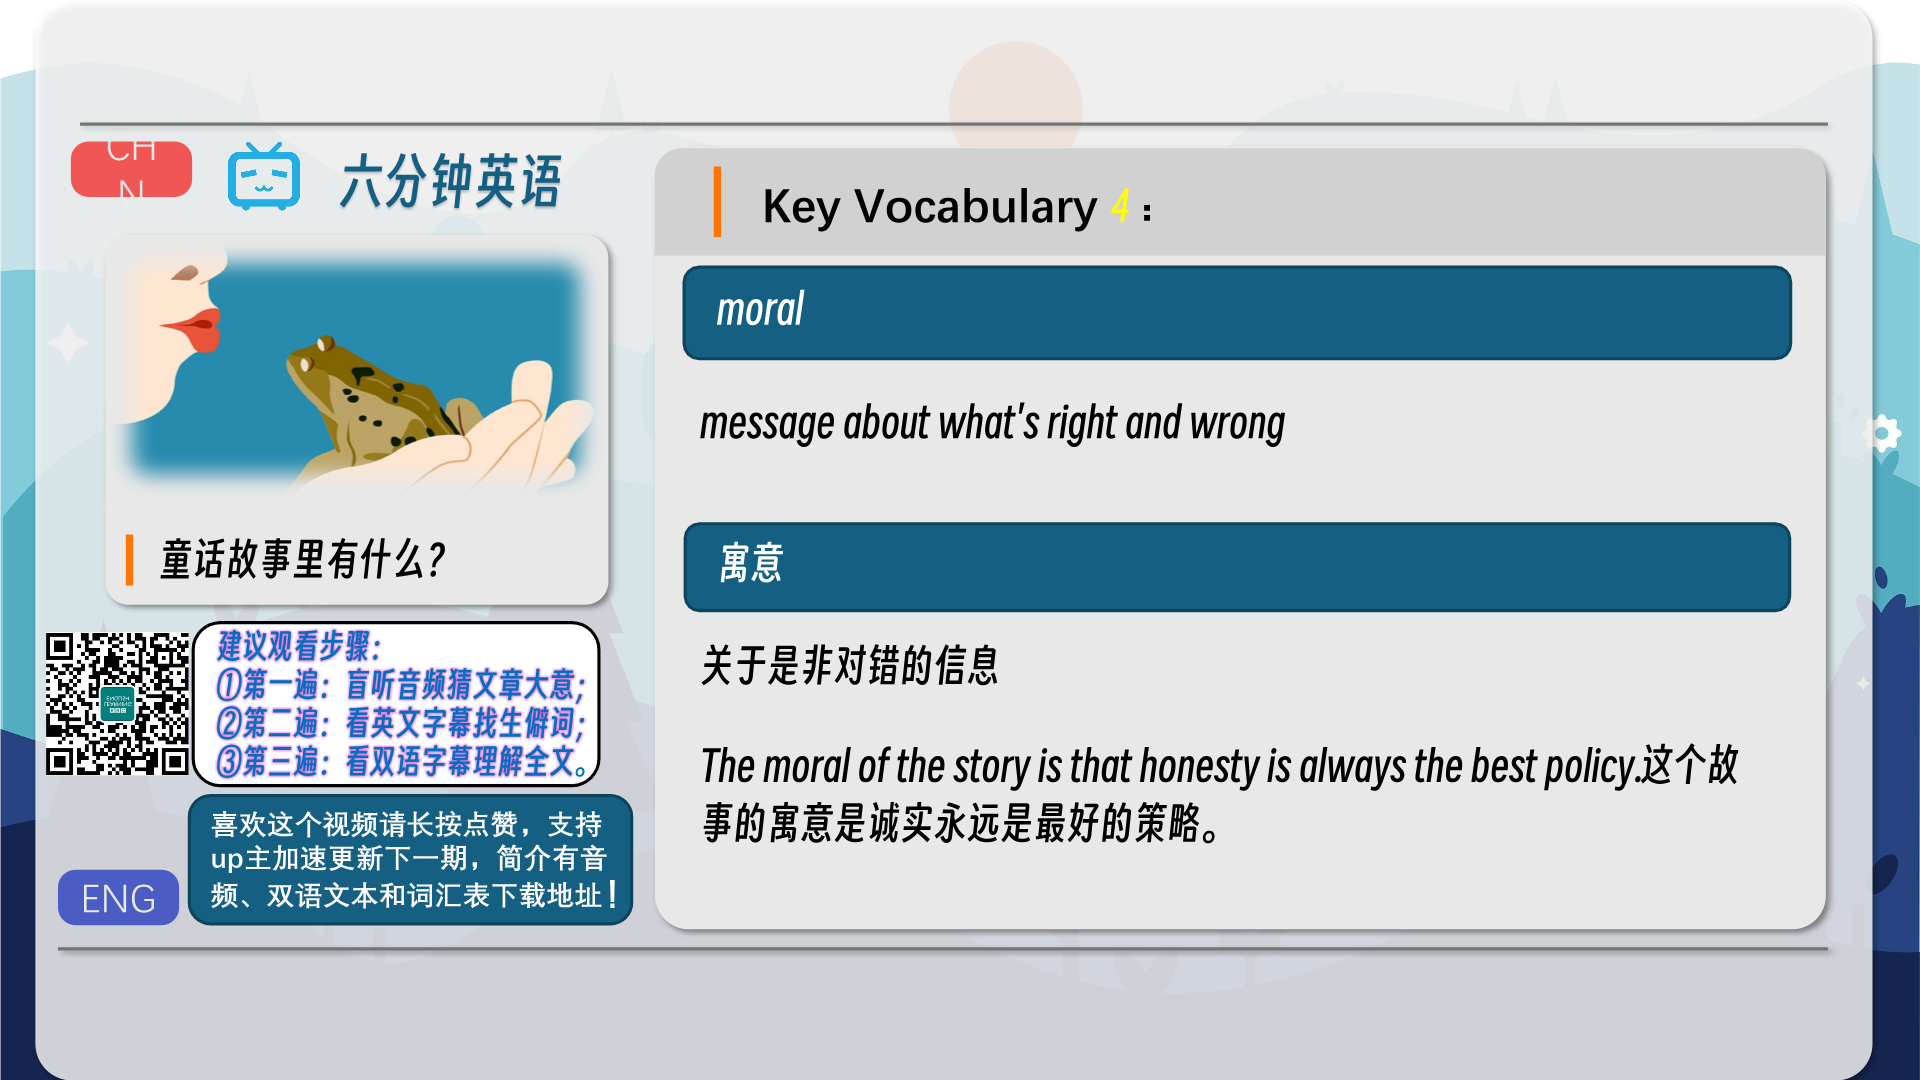 CH
N
六分钟英语
童话故事里有什么？
建议观看步骤：
①第一遍：盲听音频猜文章大意；
②第二遍：看英文字幕找生僻词；
③第三遍：看双语字幕理解全文。
喜欢这个视频请长按点赞，支持
up主加速更新下一期，简介有音
频、双语文本和词汇表下载地址！
ENG
Key Vocabulary 4：
moral
message about what's right and wrong
寓意
关于是非对错的信息
The moral of the story is that honesty is always the best policy.这个故
事的寓意是诚实永远是最好的策略。